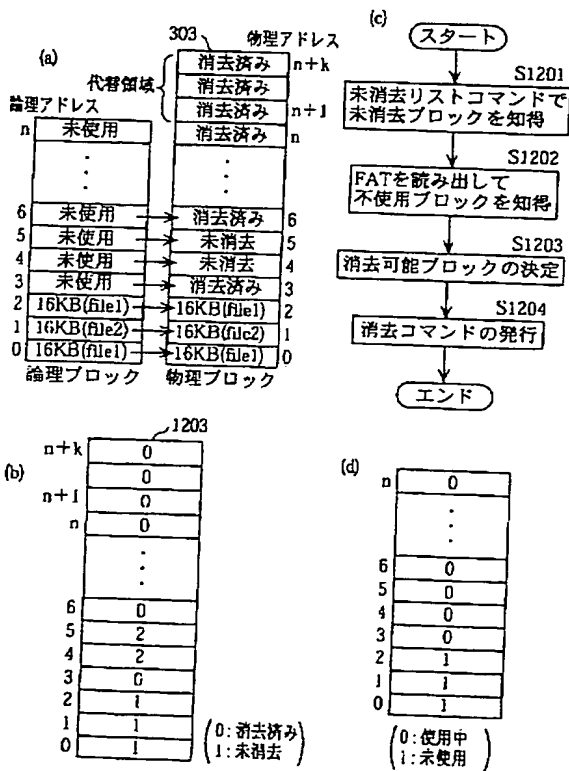 (a)
303
物理アドレス
代替領域
消去済み n+k
消去済み
消去済み n+1
消去済み n
論理アドレス
n 未使用
6 未使用 消去済み 6
5 未使用 未消去 5
4 未使用 未消去 4
3 未使用 消去済み 3
2 16KB(file1) 16KB(file1) 2
1 16KB(file2) 16KB(file2) 1
0 16KB(file1) 16KB(file1) 0
論理ブロック 物理ブロック
(c)
スタート
S1201
未消去リストコマンドで
未消去ブロックを知得
S1202
FATを読み出して
不使用ブロックを知得
S1203
消去可能ブロックの決定
S1204
消去コマンドの発行
エンド
(b)
1203
n+k 0
0
n+1 0
n 0
6 0
5 2
4 2
3 0
2 1
1 1
0 1
(0:消去済み
1:未消去)
(d)
n 0
6 0
5 0
4 0
3 0
2 1
1 1
0 1
(0:使用中
1:未使用)